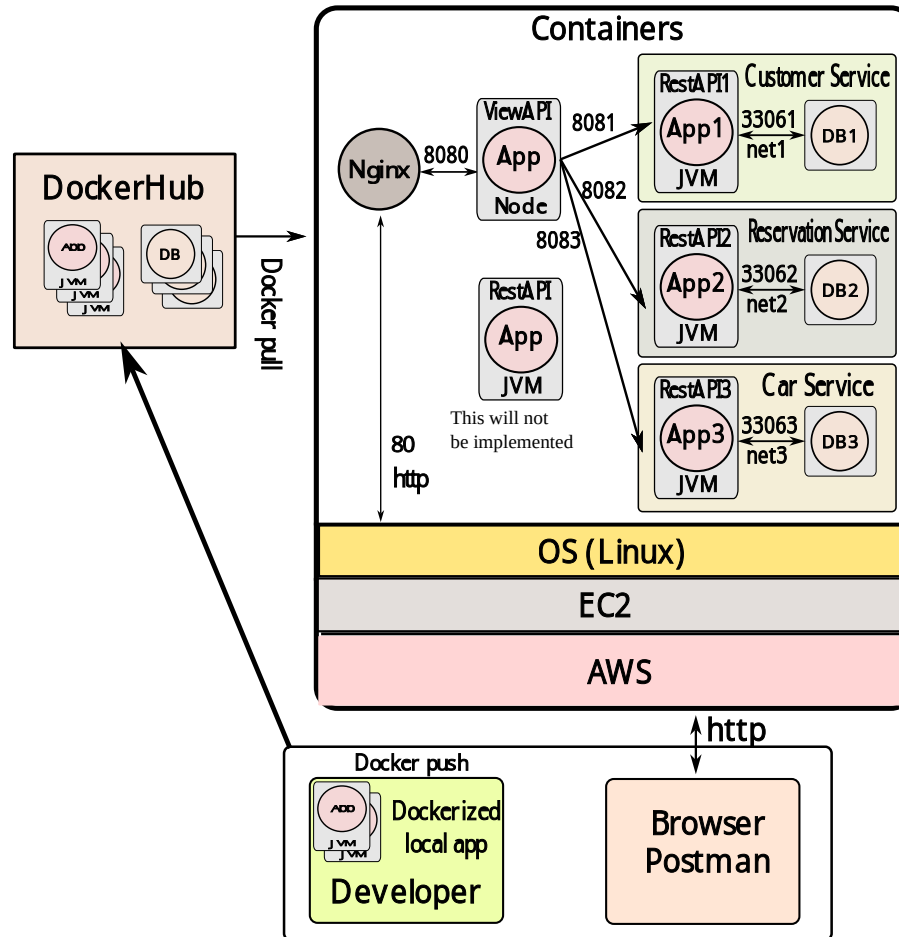 Containers
Customer Service
RestAPI1
App1
JVM
33061
net1
DB1
ViewAPI
App
Node
8081
8082
8083
8080
Nginx
DockerHub
ADD
JVM
JVM
JVM
DB
Docker pull
Reservation Service
RestAPI2
App2
JVM
33062
net2
DB2
RestAPI
App
JVM
This will not
be implemented
Car Service
RestAPI3
App3
JVM
33063
net3
DB3
80
http
OS (Linux)
EC2
AWS
http
Docker push
ADD
JVM
JVM
Dockerized
local app
Developer
Browser
Postman